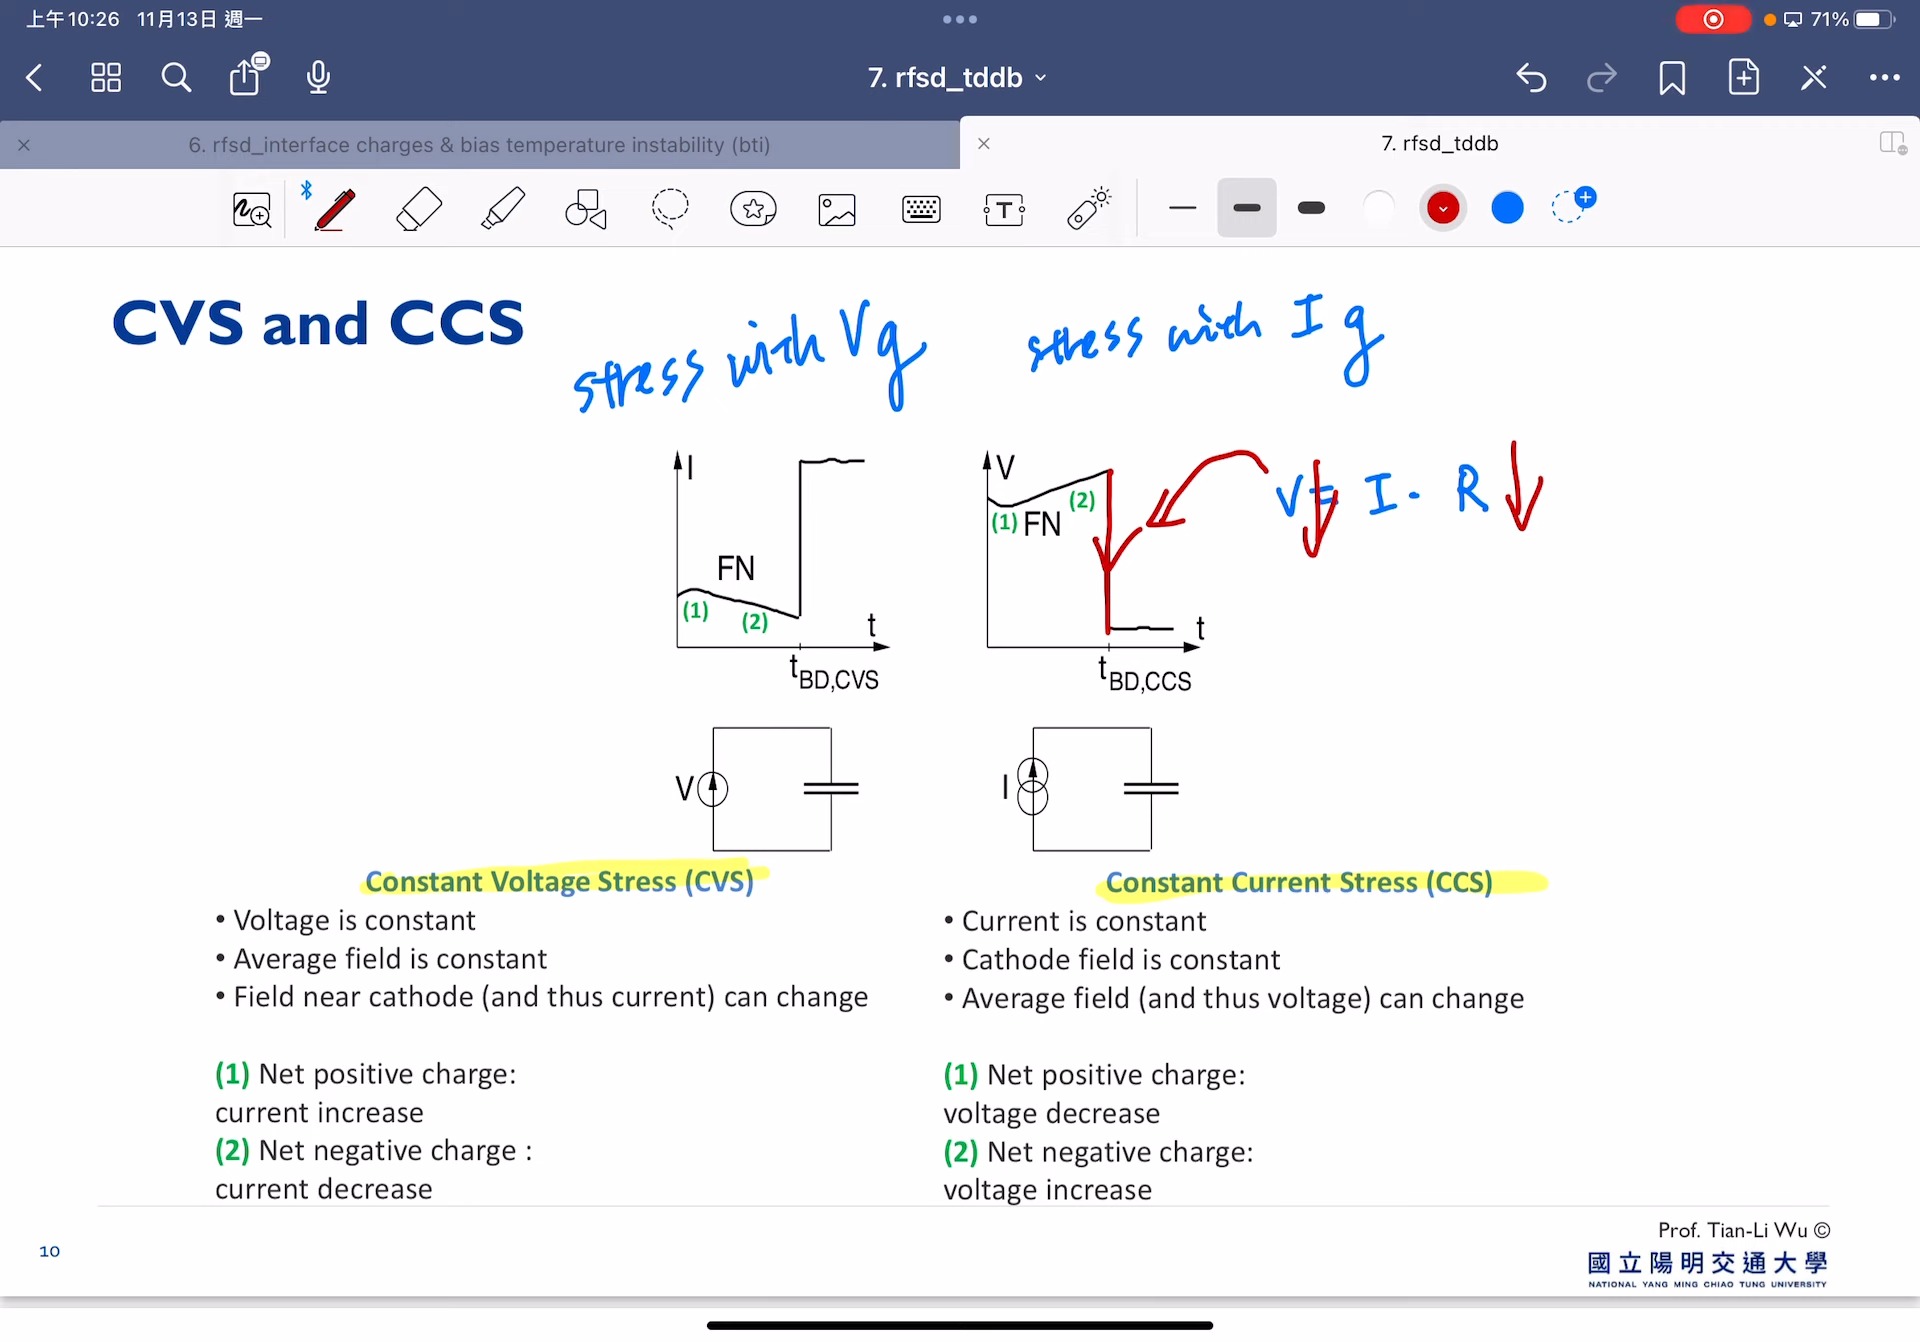 上午10:26 11月13日 週一
71%
7. rfsd_tddb
6. rfsd_interface charges & bias temperature instability (bti)
7. rfsd_tddb
T
CVS and CCS
stress with Vg
stress with Ig
I
FN
(1)
(2)
t
tBD,CVS
V
(1) FN
(2)
t
tBD,CCS
V = I · R
V
I
Constant Voltage Stress (CVS)
• Voltage is constant
• Average field is constant
• Field near cathode (and thus current) can change
(1) Net positive charge:
current increase
(2) Net negative charge :
current decrease
Constant Current Stress (CCS)
• Current is constant
• Cathode field is constant
• Average field (and thus voltage) can change
(1) Net positive charge:
voltage decrease
(2) Net negative charge:
voltage increase
10
Prof. Tian-Li Wu ©
國立陽明交通大學
NATIONAL YANG MING CHIAO TUNG UNIVERSITY